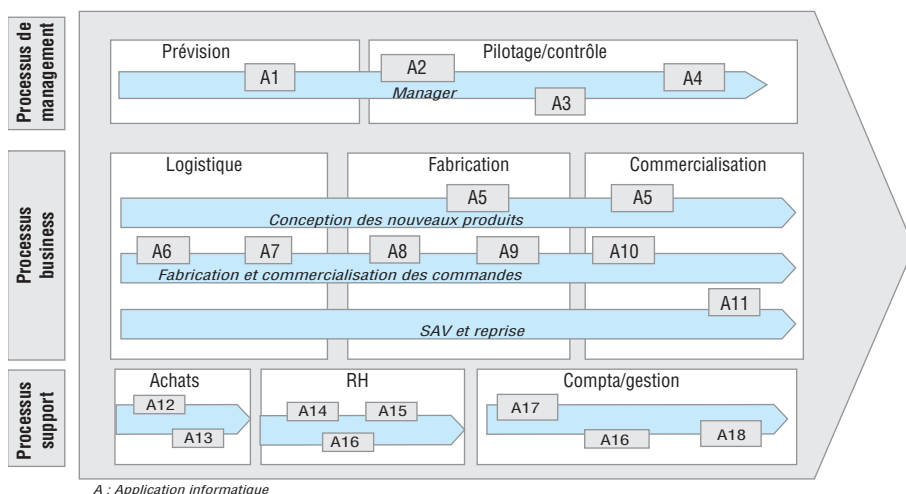 Processus de
management
Prévision
Pilotage/contrôle
A1
A2
A3
A4
Manager
Processus
business
Logistique
Fabrication
Commercialisation
A5
A5
Conception des nouveaux produits
A6
A7
A8
A9
A10
Fabrication et commercialisation des commandes
A11
SAV et reprise
Processus
support
Achats
RH
Compta/gestion
A12
A13
A14
A15
A16
A17
A16
A18
A : Application informatique